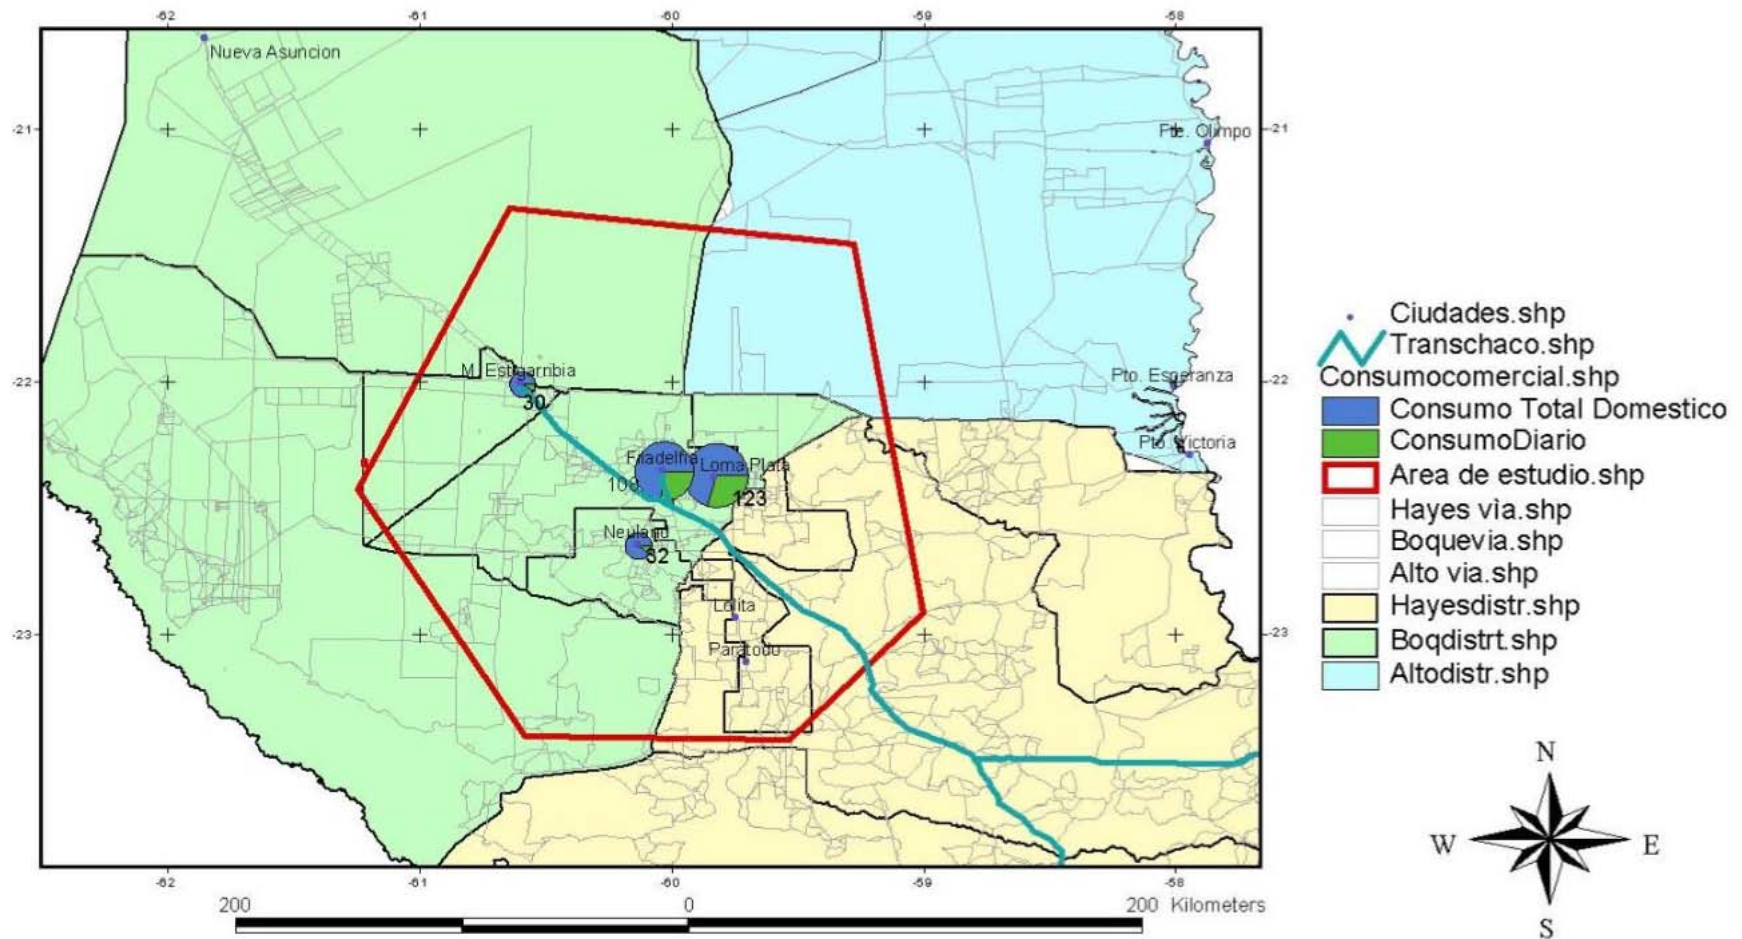 -62 -61 -60 -59 -58
Nueva Asuncion
-21 -21
Pto. Olimpo
-22 M. Estigarribia Pto. Esperanza -22
30
Pto. Victoria
Filadelfia Loma Plata
123
Neuland
32
Lolita
-23 -23
Paratodo
-62 -61 -60 -59 -58
200 0 200 Kilometers
Ciudades.shp
Transchaco.shp
Consumocomercial.shp
Consumo Total Domestico
ConsumoDiario
Area de estudio.shp
Hayes vìa.shp
Boquevia.shp
Alto via.shp
Hayesdistr.shp
Boqdistrt.shp
Altodistr.shp
N
W E
S